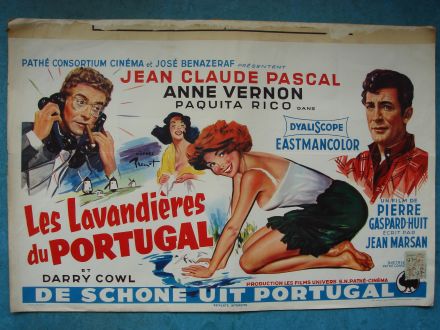 PATHÉ CONSORTIUM CINÉMA et JOSÉ BENAZERAF PRÉSENTENT
JEAN CLAUDE PASCAL
ANNE VERNON
PAQUITA RICO DANS
DYALISCOPE
EASTMANCOLOR
UN FILM DE
PIERRE
GASPARD-HUIT
ÉCRIT PAR
JEAN MARSAN
Les Lavandières
du PORTUGAL
ET
DARRY COWL
PRODUCTION LES FILMS UNIVERS S.N. PATHÉ-CINÉMA
DE SCHONE UIT PORTUGAL